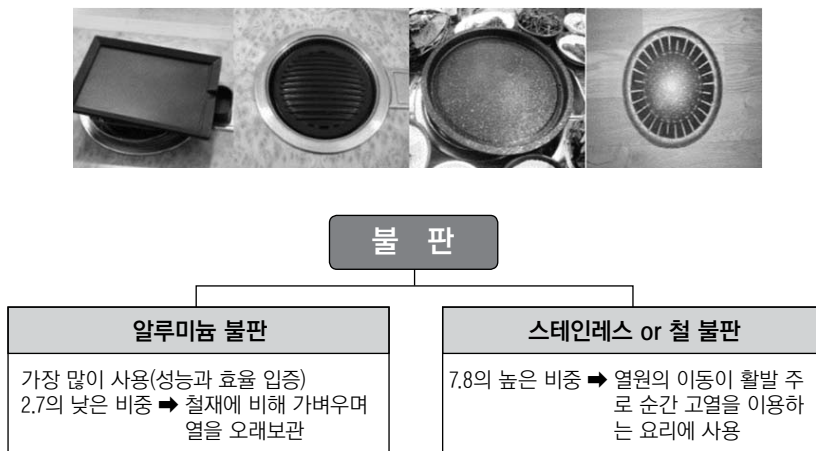 불 판
알루미늄 불판
가장 많이 사용(성능과 효율 입증)
2.7의 낮은 비중 ➡ 철재에 비해 가벼우며
열을 오래보관
스테인레스 or 철 불판
7.8의 높은 비중 ➡ 열원의 이동이 활발 주
로 순간 고열을 이용하
는 요리에 사용